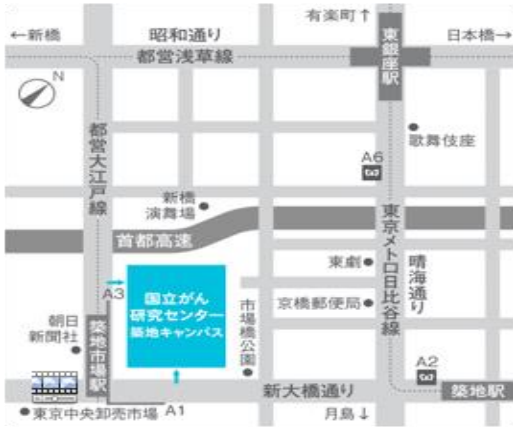 有楽町↑
←新橋
昭和通り
日本橋→
都営浅草線
東銀座駅
N
都営大江戸線
歌舞伎座
A6
新橋
演舞場
首都高速
東京メトロ日比谷線
晴海通り
東劇
A3
国立がん
研究センター
築地キャンパス
市場橋公園
京橋郵便局
朝日
新聞社
築地市場駅
A2
新大橋通り
築地駅
東京中央卸売市場
A1
月島↓